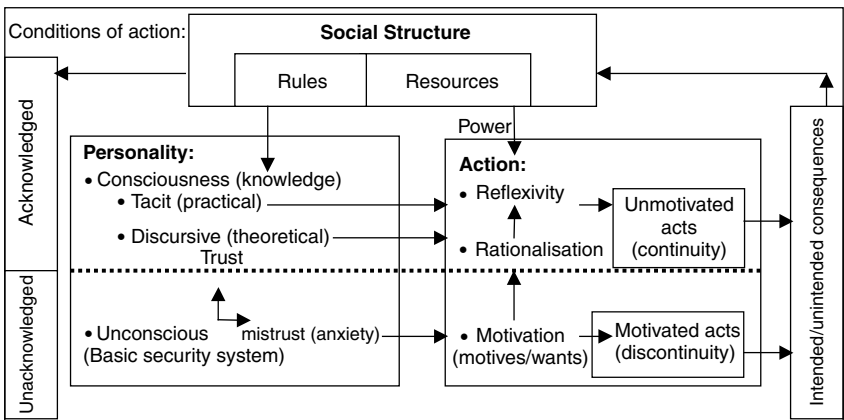 Conditions of action:
Social Structure
Rules
Resources
Acknowledged
Unacknowledged
Power
Personality:
• Consciousness (knowledge)
• Tacit (practical)
• Discursive (theoretical)
Trust
• Unconscious
mistrust (anxiety)
(Basic security system)
Action:
• Reflexivity
• Rationalisation
• Motivation
(motives/wants)
Unmotivated
acts
(continuity)
Motivated acts
(discontinuity)
Intended/unintended consequences